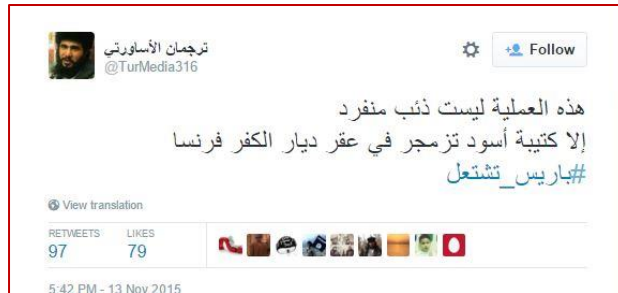 ترجمان الأساورتي
@TurMedia316
Follow
هذه العملية ليست ذئب منفرد
إلا كتيبة أسود تزمجر في عقر ديار الكفر فرنسا
#باريس_تشتعل
View translation
RETWEETS LIKES
97 79
5:42 PM - 13 Nov 2015